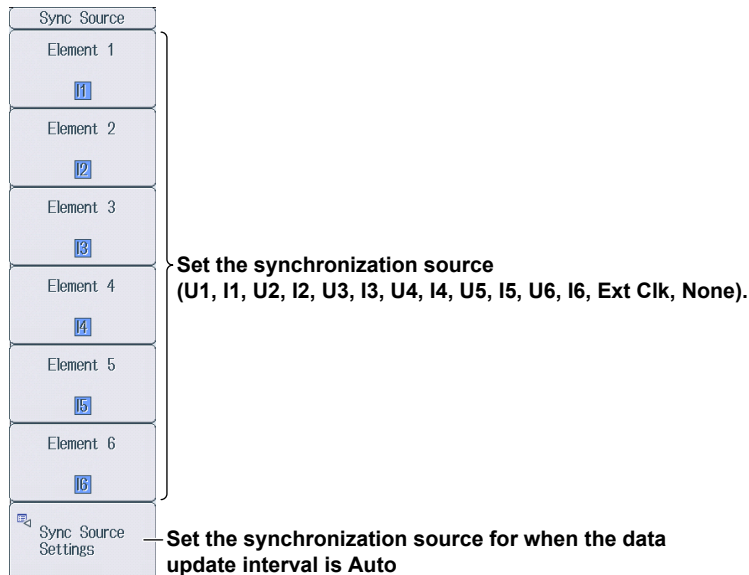 Sync Source
Element 1
I1
Element 2
I2
Element 3
I3
Element 4
I4
Element 5
I5
Element 6
I6
Set the synchronization source
(U1, I1, U2, I2, U3, I3, U4, I4, U5, I5, U6, I6, Ext Clk, None).
Sync Source
Settings
Set the synchronization source for when the data
update interval is Auto